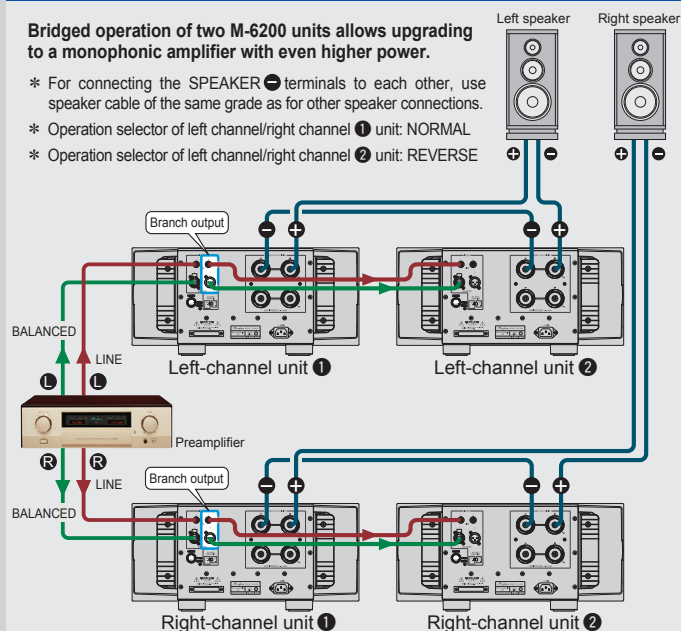 Bridged operation of two M-6200 units allows upgrading
to a monophonic amplifier with even higher power.
Left speaker Right speaker
* For connecting the SPEAKER ⊖ terminals to each other, use
speaker cable of the same grade as for other speaker connections.
* Operation selector of left channel/right channel ❶ unit: NORMAL
* Operation selector of left channel/right channel ❷ unit: REVERSE
+ − + −
Branch output
− + − +
BALANCED
LINE
Left-channel unit ❶
Left-channel unit ❷
L L
Preamplifier
R R
LINE
BALANCED
Branch output
− + − +
Right-channel unit ❶
Right-channel unit ❷